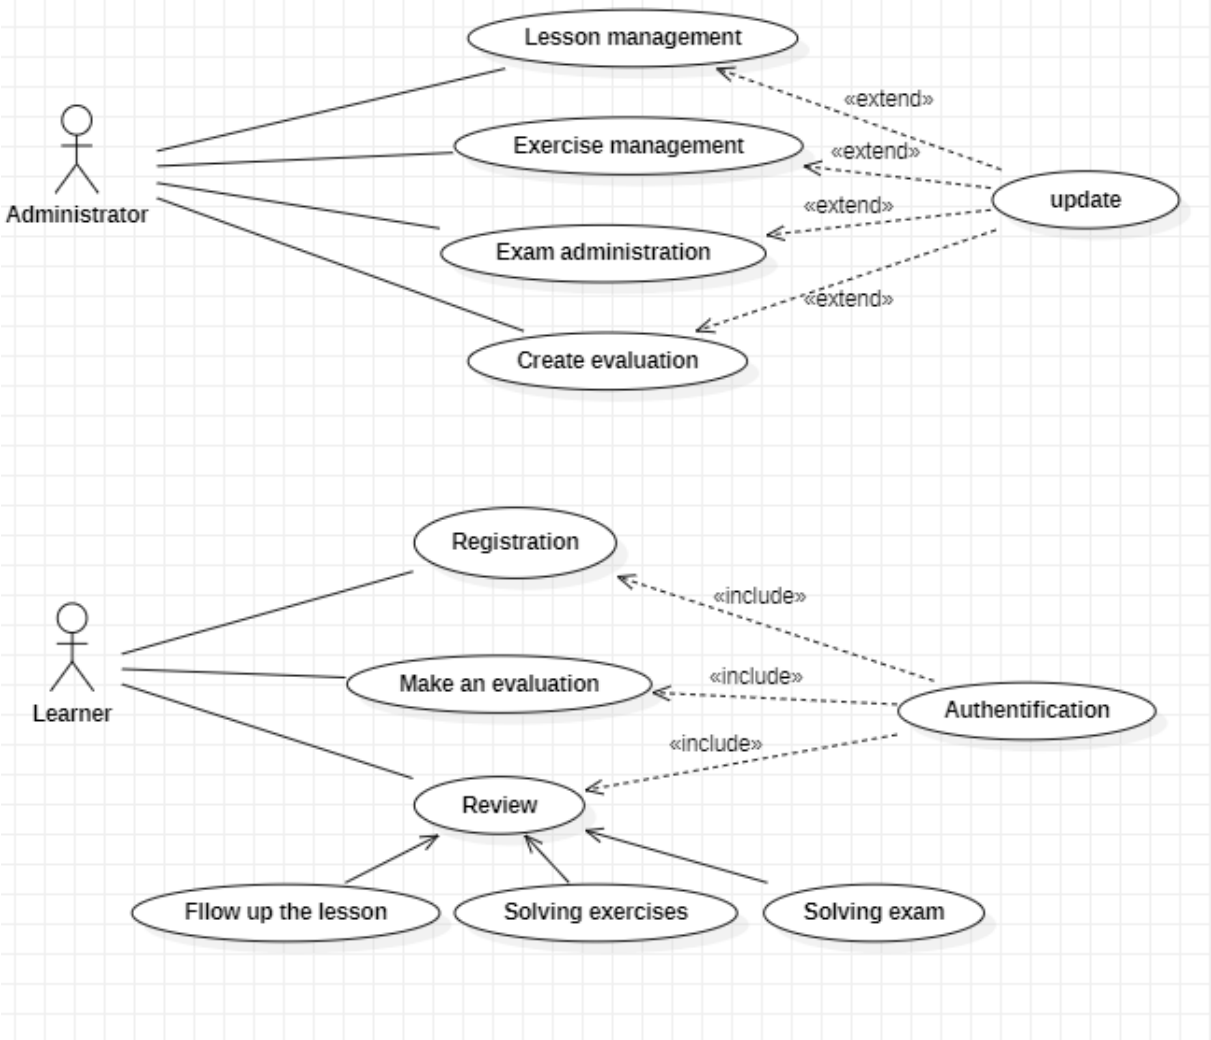 Lesson management
«extend»
Exercise management
«extend»
update
Administrator
«extend»
Exam administration
«extend»
Create evaluation
Registration
«include»
Make an evaluation
«include»
Learner
Authentification
«include»
Review
Fllow up the lesson
Solving exercises
Solving exam